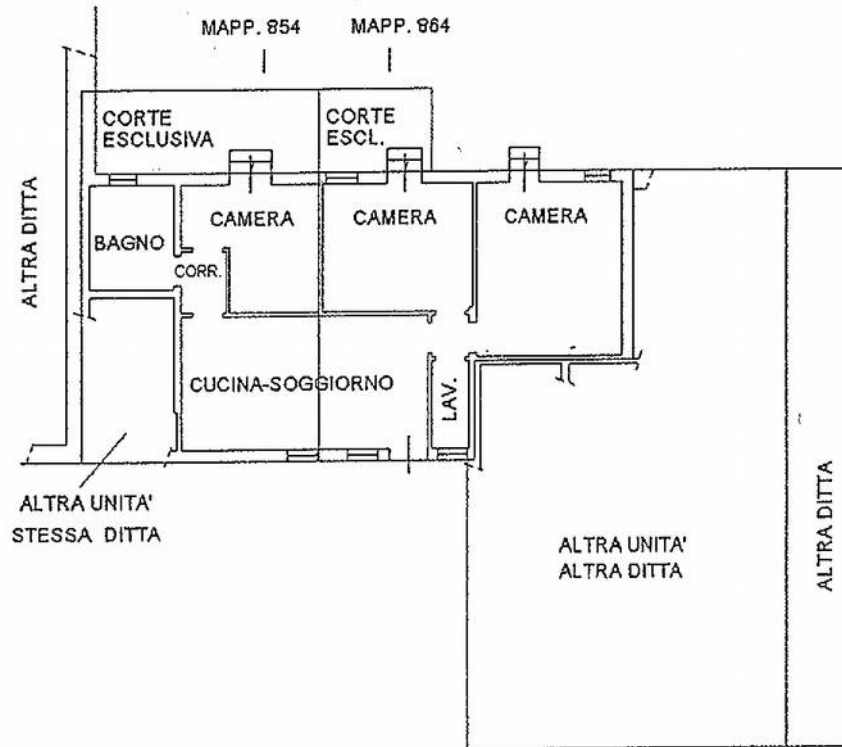 MAPP. 854
MAPP. 864
CORTE
ESCLUSIVA
CORTE
ESCL.
ALTRA DITTA
BAGNO
CAMERA
CAMERA
CAMERA
CORR.
CUCINA-SOGGIORNO
LAV.
ALTRA UNITA'
STESSA DITTA
ALTRA UNITA'
ALTRA DITTA
ALTRA DITTA